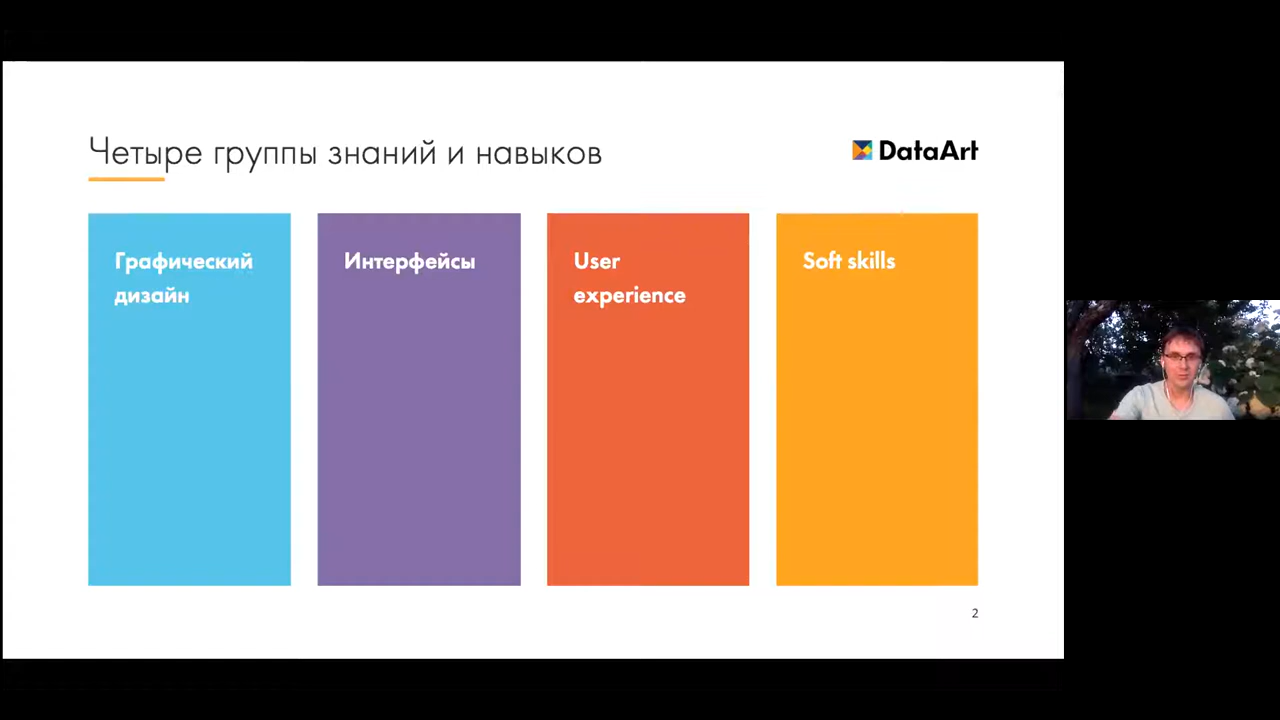 Четыре группы знаний и навыков
DataArt
Графический
дизайн
Интерфейсы
User
experience
Soft skills
2